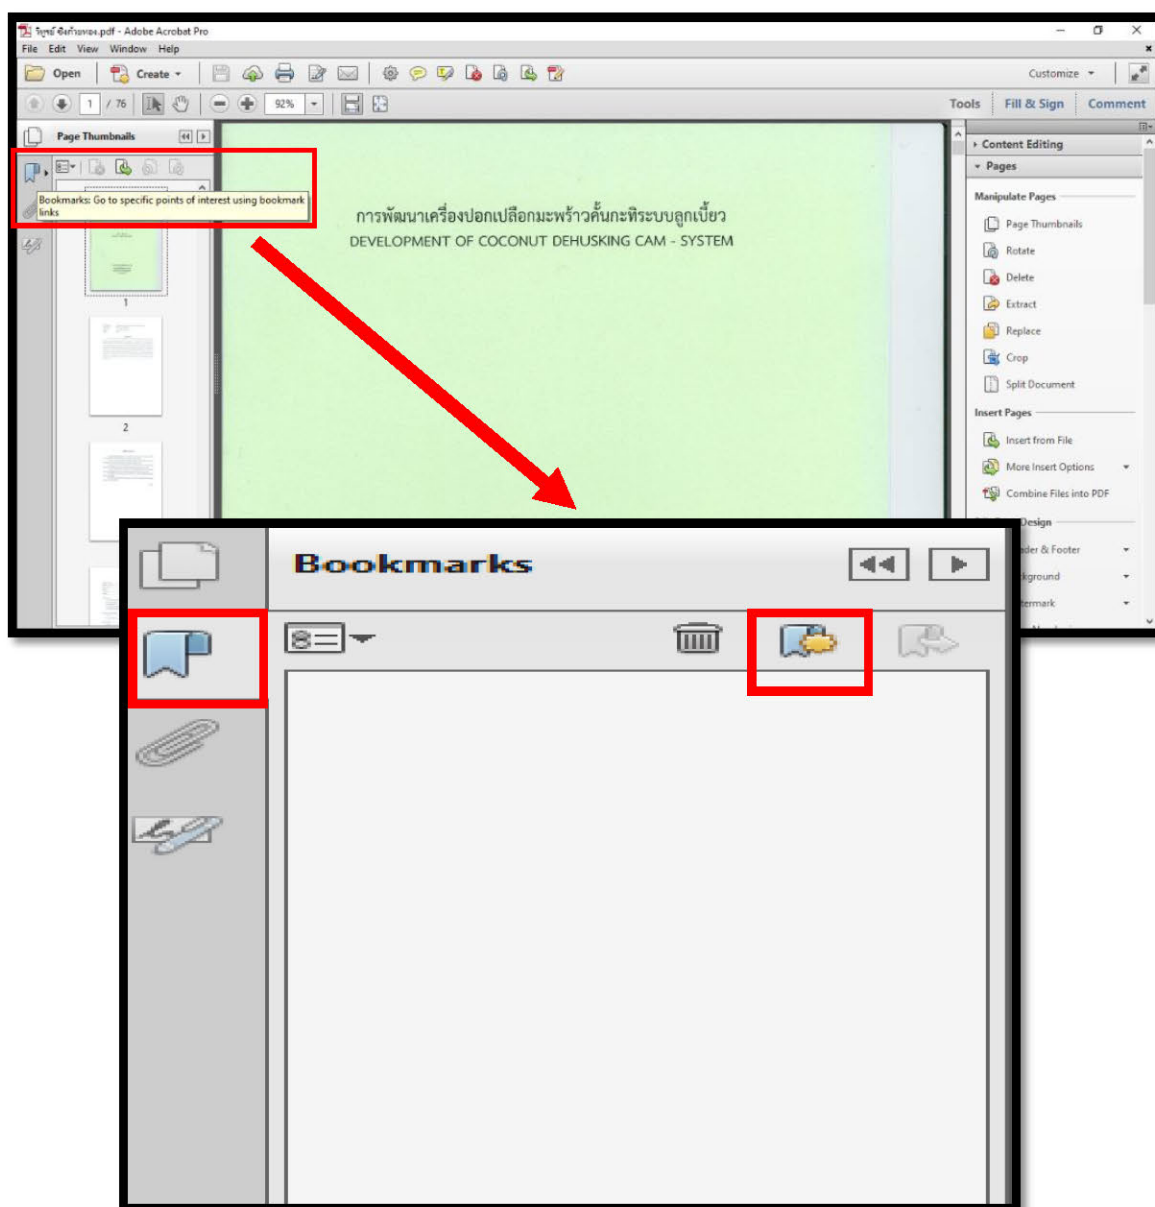 .pdf - Adobe Acrobat Pro
File Edit View Window Help
Open Create Customize
1 / 76 92% Tools Fill & Sign Comment
Page Thumbnails
Bookmarks: Go to specific points of interest using bookmark
links
1
2
การพัฒนาเครื่องปอกเปลือกมะพร้าวคั้นกะทิระบบลูกเบี้ยว
DEVELOPMENT OF COCONUT DEHUSKING CAM - SYSTEM
Content Editing
Pages
Manipulate Pages
Page Thumbnails
Rotate
Delete
Extract
Replace
Crop
Split Document
Insert Pages
Insert from File
More Insert Options
Combine Files into PDF
Design
& Footer
Bookmarks